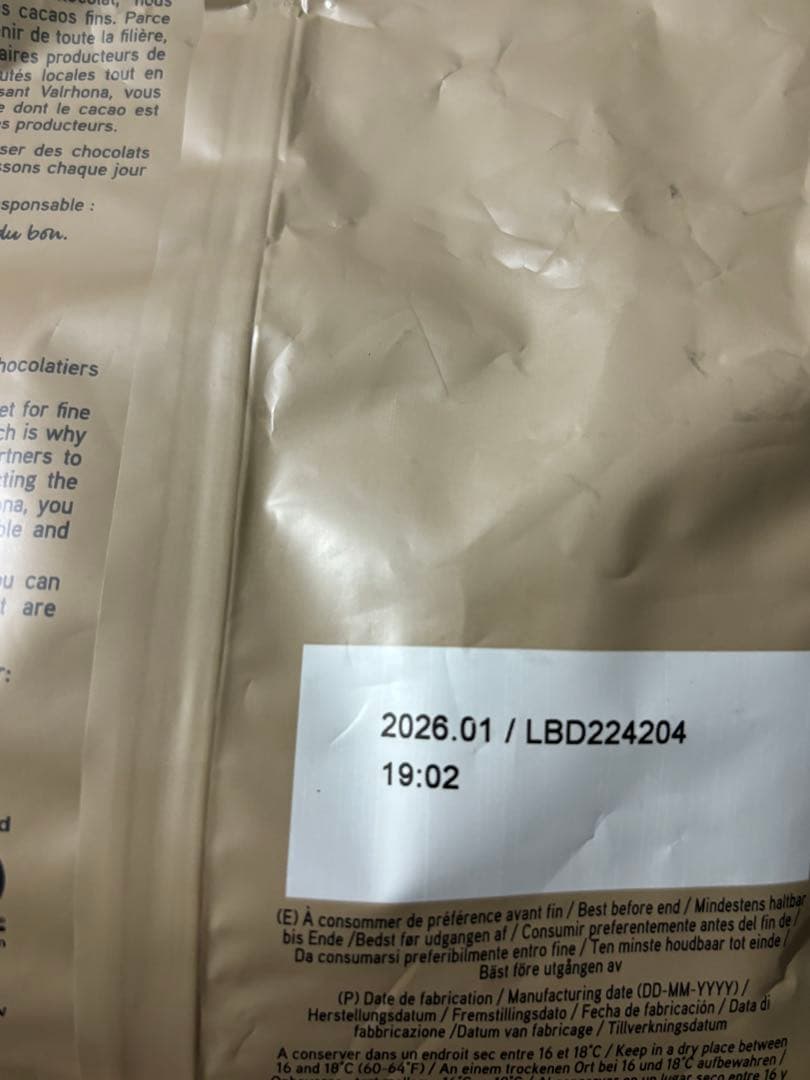 s cacaos fins. Parce
nir de toute la filière,
aires producteurs de
utés locales tout en
sant Valrhona, vous
e dont le cacao est
s producteurs.
ser des chocolats
ssons chaque jour
sponsable :
du bon.
hocolatiers
et for fine
ch is why
rtners to
cting the
na, you
ble and
ou can
t are
r:
d
2026.01 / LBD224204
19:02
(E) À consommer de préférence avant fin / Best before end / Mindestens haltbar
bis Ende /Bedst før udgangen af / Consumir preferentemente antes del fin de /
Da consumarsi preferibilmente entro fine / Ten minste houdbaar tot einde /
Bäst före utgången av
(P) Date de fabrication / Manufacturing date (DD-MM-YYYY) /
Herstellungsdatum / Fremstillingsdato / Fecha de fabricación / Data di
fabbricazione /Datum van fabricage / Tillverkningsdatum
A conserver dans un endroit sec entre 16 et 18°C / Keep in a dry place between
16 and 18°C (60-64°F) / An einem trockenen Ort bei 16 und 18°C aufbewahren /